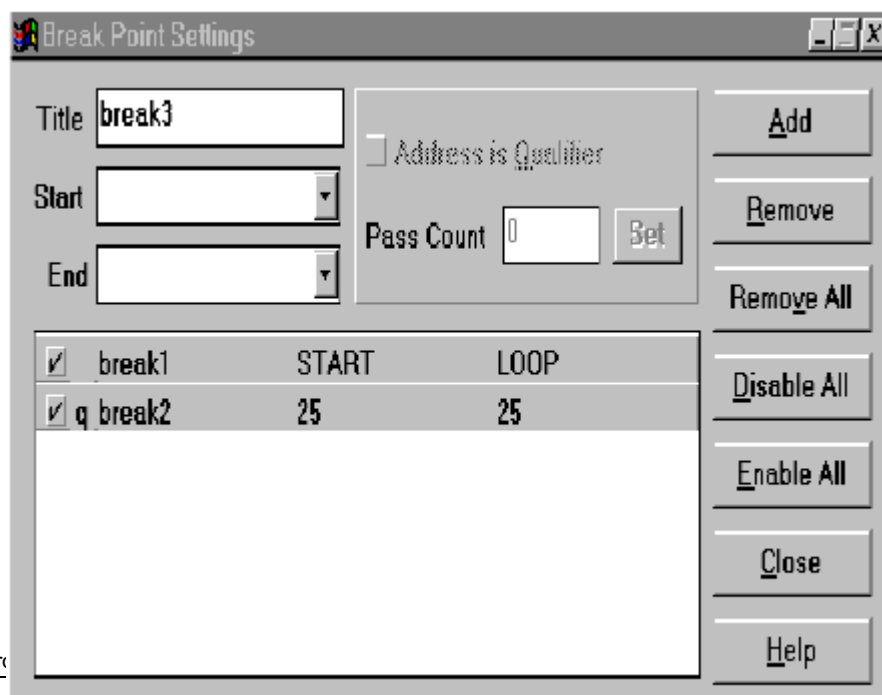 Break Point Settings
Title break3
Start
End
Address is Qualifier
Pass Count 0 Set
break1 START LOOP
q break2 25 25
Add
Remove
Remove All
Disable All
Enable All
Close
Help